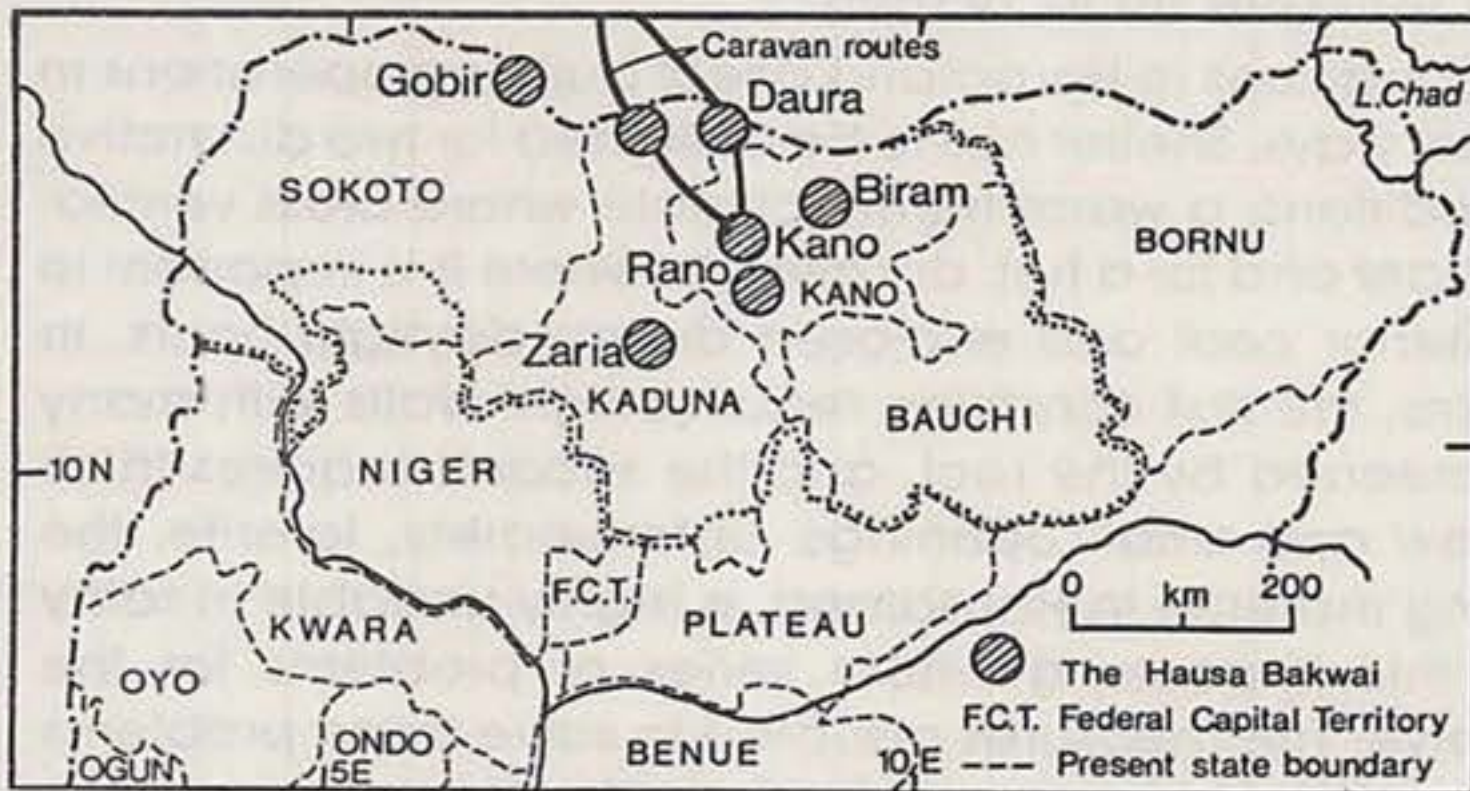 Caravan routes
Gobir
Daura
L.Chad
SOKOTO
Biram
BORNU
Kano
Rano
KANO
Zaria
KADUNA
BAUCHI
10N
NIGER
F.C.T.
0 km 200
KWARA
PLATEAU
OYO
The Hausa Bakwai
F.C.T. Federal Capital Territory
ONDO
BENUE
OGUN
5E
10E
Present state boundary